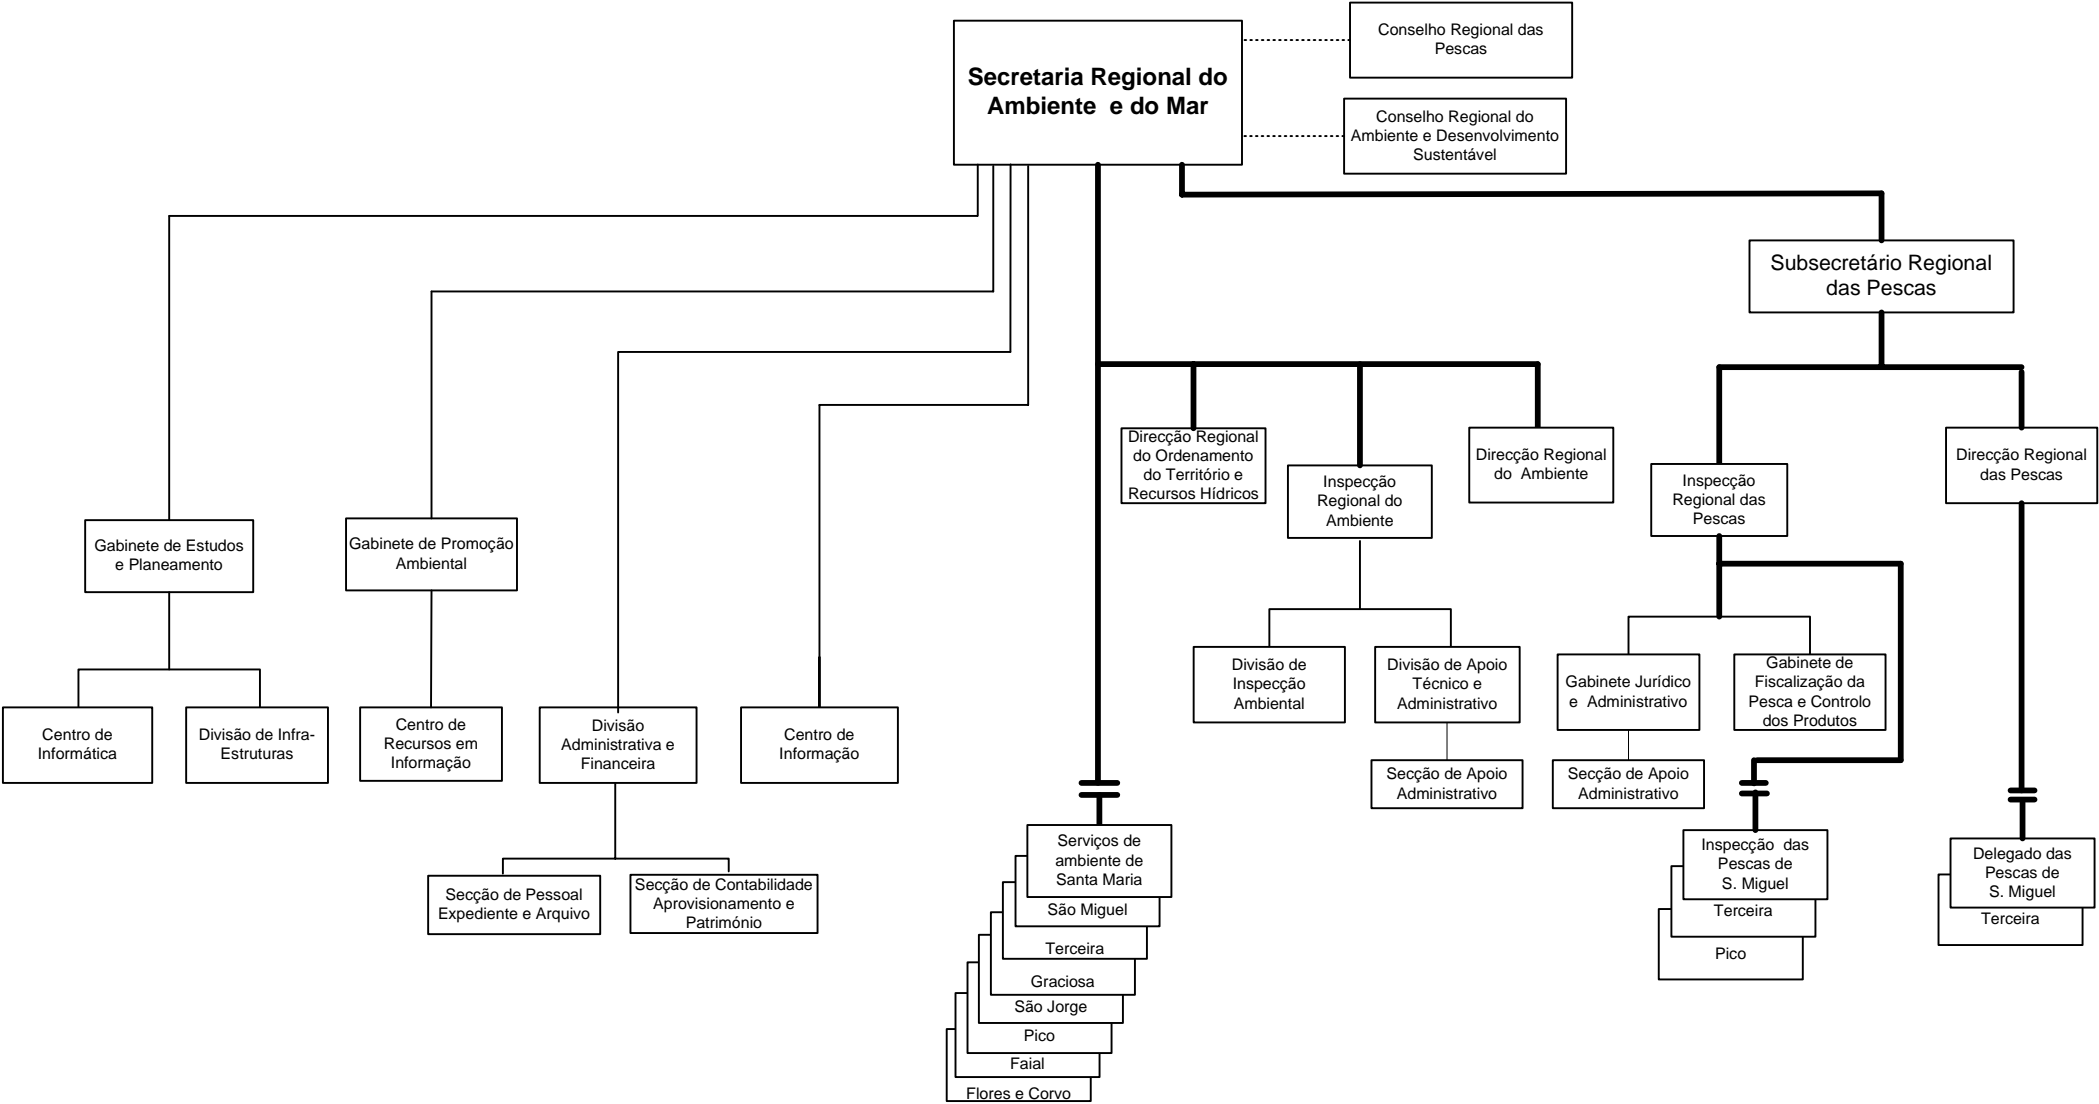 Conselho Regional das
Pescas
Secretaria Regional do
Ambiente e do Mar
Conselho Regional do
Ambiente e Desenvolvimento
Sustentável
Subsecretário Regional
das Pescas
Direcção Regional
do Ordenamento
do Território e
Recursos Hídricos
Inspecção
Regional do
Ambiente
Direcção Regional
do Ambiente
Inspecção
Regional das
Pescas
Direcção Regional
das Pescas
Gabinete de Estudos
e Planeamento
Gabinete de Promoção
Ambiental
Divisão de
Inspecção
Ambiental
Divisão de Apoio
Técnico e
Administrativo
Gabinete Jurídico
e Administrativo
Gabinete de
Fiscalização da
Pesca e Controlo
dos Produtos
Centro de
Informática
Divisão de Infra-
Estruturas
Centro de
Recursos em
Informação
Divisão
Administrativa e
Financeira
Centro de
Informação
Secção de Apoio
Administrativo
Secção de Apoio
Administrativo
Secção de Pessoal
Expediente e Arquivo
Secção de Contabilidade
Aprovisionamento e
Património
Serviços de
ambiente de
Santa Maria
São Miguel
Terceira
Graciosa
São Jorge
Pico
Faial
Flores e Corvo
Inspecção das
Pescas de
S. Miguel
Terceira
Pico
Delegado das
Pescas de
S. Miguel
Terceira